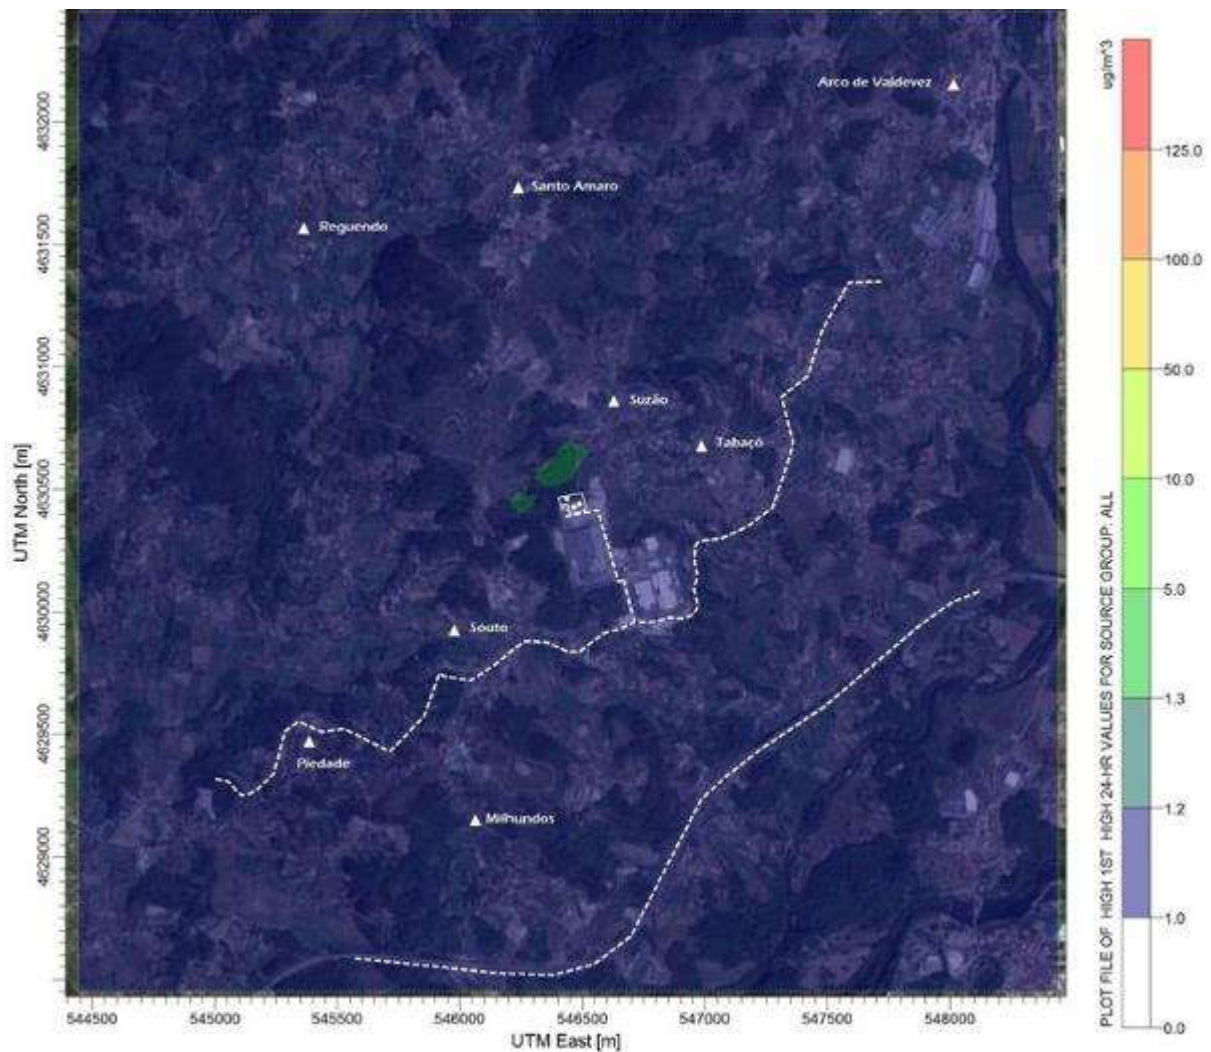 Arco de Valdevez
Santo Amaro
Reguendo
Suzão
Tabaçô
Souto
Piedade
Milhundos
UTM North [m]
4632000
4631500
4631000
4630500
4630000
4629500
4629000
544500
545000
545500
546000
546500
547000
547500
548000
UTM East [m]
ug/m^3
125.0
100.0
50.0
10.0
5.0
1.3
1.2
1.0
0.0
PLOT FILE OF HIGH 1ST HIGH 24-HR VALUES FOR SOURCE GROUP: ALL